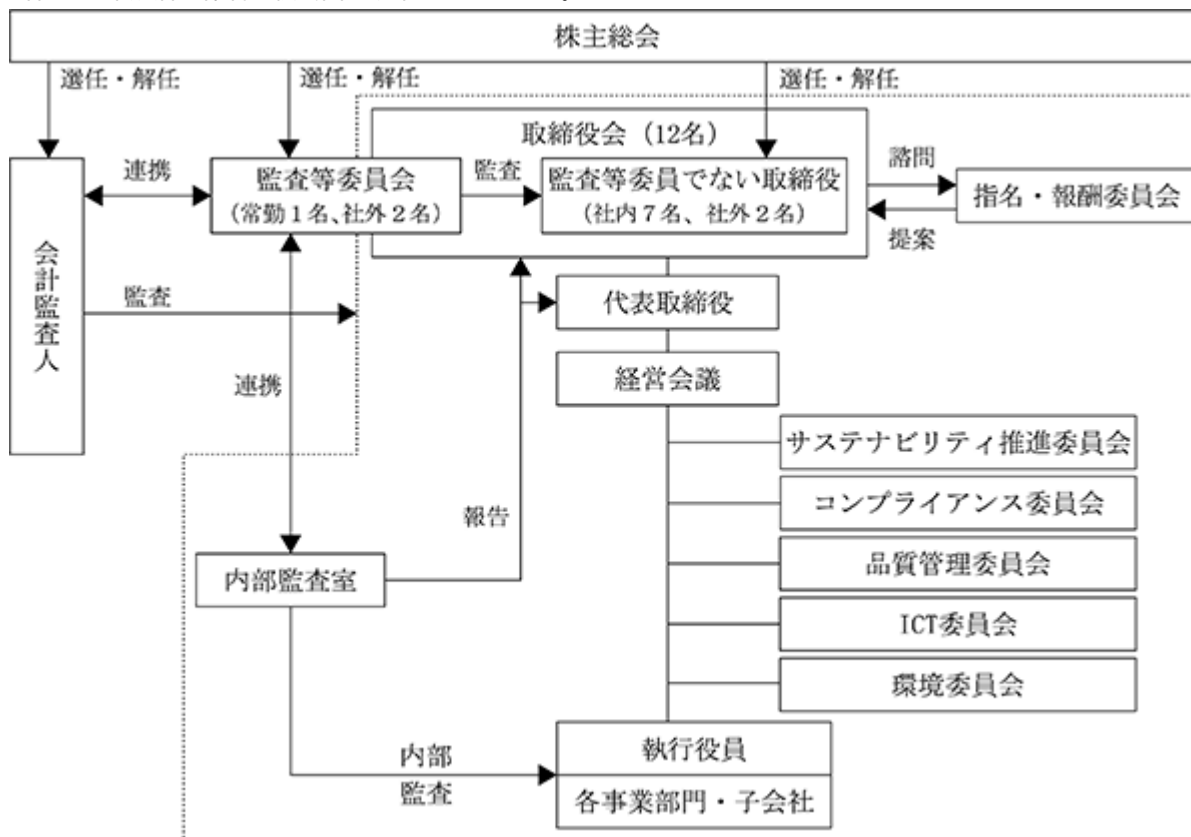 株主総会
選任・解任
選任・解任
選任・解任
取締役会（12名）
連携
監査等委員会
（常勤１名、社外２名）
監査
監査等委員でない取締役
（社内７名、社外２名）
諮問
指名・報酬委員会
提案
会計監査人
監査
代表取締役
経営会議
連携
サステナビリティ推進委員会
コンプライアンス委員会
報告
品質管理委員会
内部監査室
ICT委員会
環境委員会
執行役員
内部
監査
各事業部門・子会社